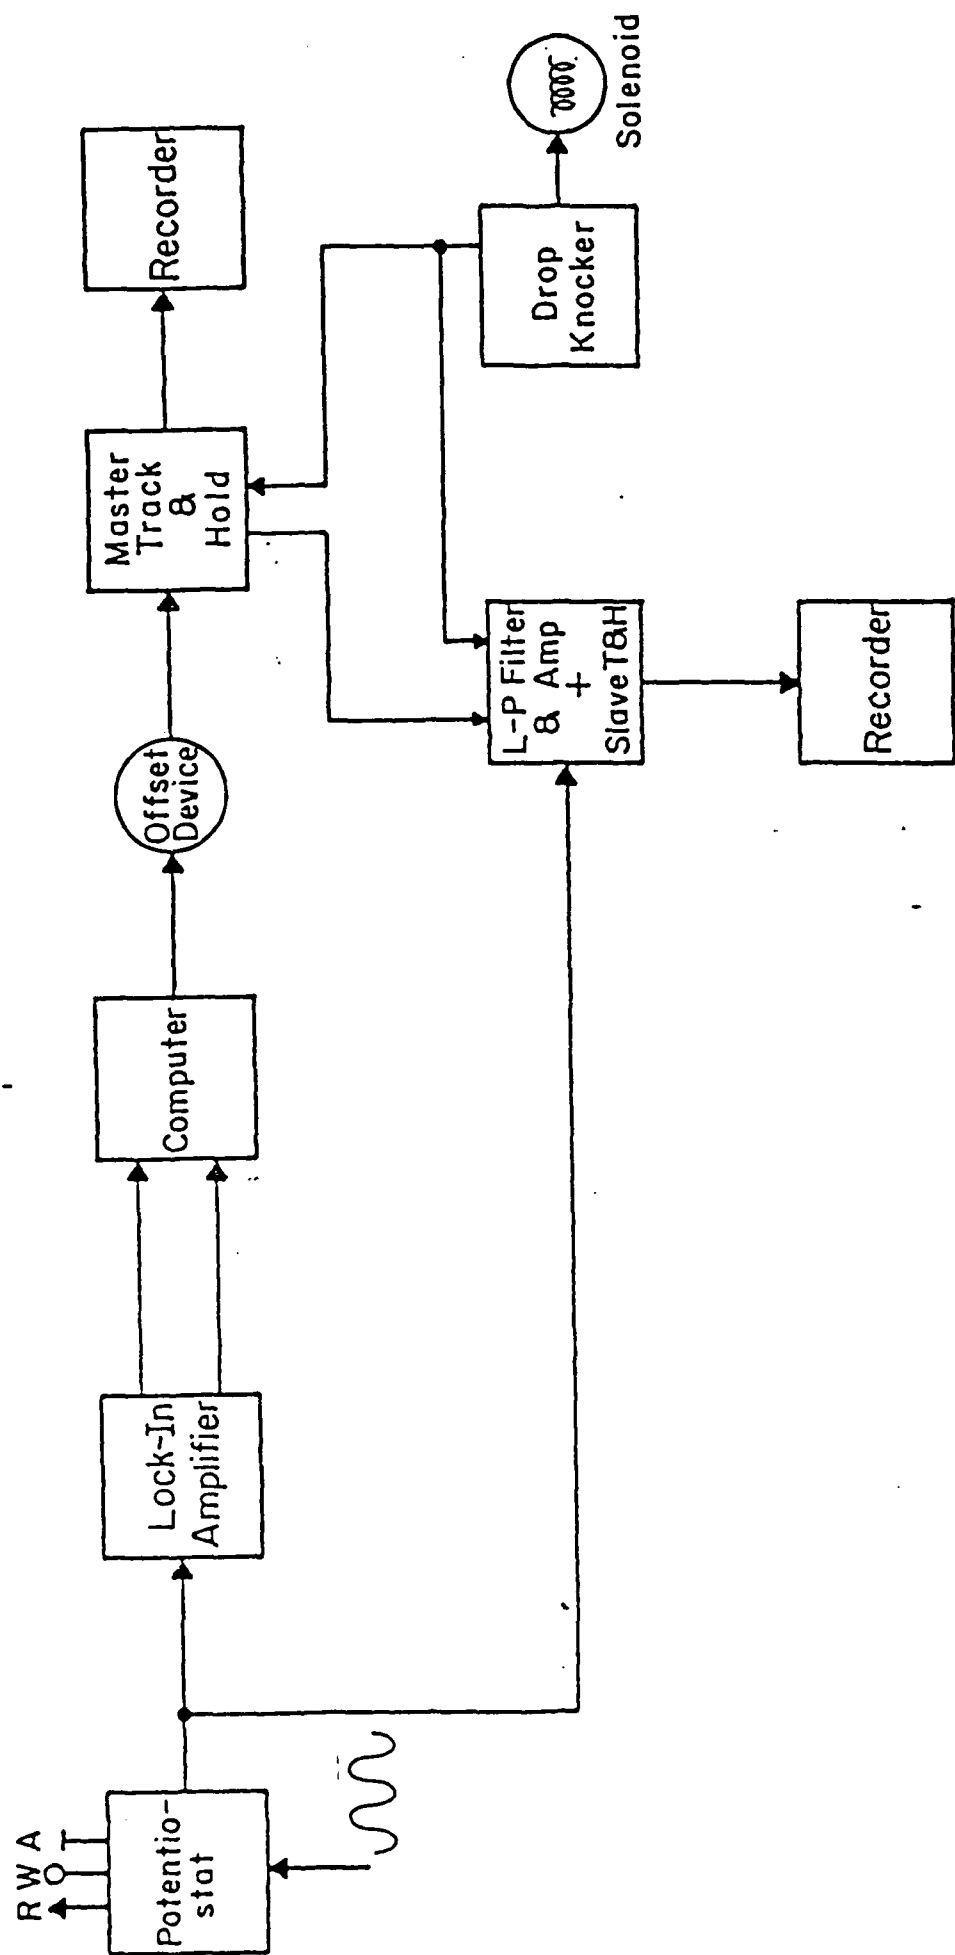 R W A
Potentio-
stat
Lock-In
Amplifier
Computer
Offset
Device
Master
Track
&
Hold
Recorder
L-P Filter
& Amp
+
Slave T&H
Drop
Knocker
Solenoid
Recorder